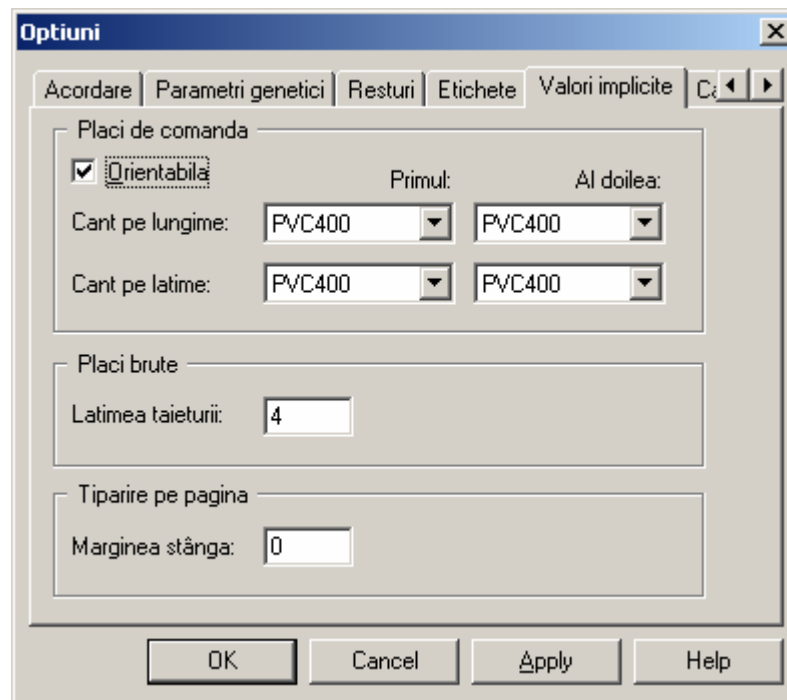 Optiuni
Acordare Parametri genetici Resturi Etichete Valori implicite
Placi de comanda
Orientabila Primul: Al doilea:
Cant pe lungime: PVC400 PVC400
Cant pe latime: PVC400 PVC400
Placi brute
Latimea taieturii: 4
Tiparire pe pagina
Marginea stânga: 0
OK Cancel Apply Help